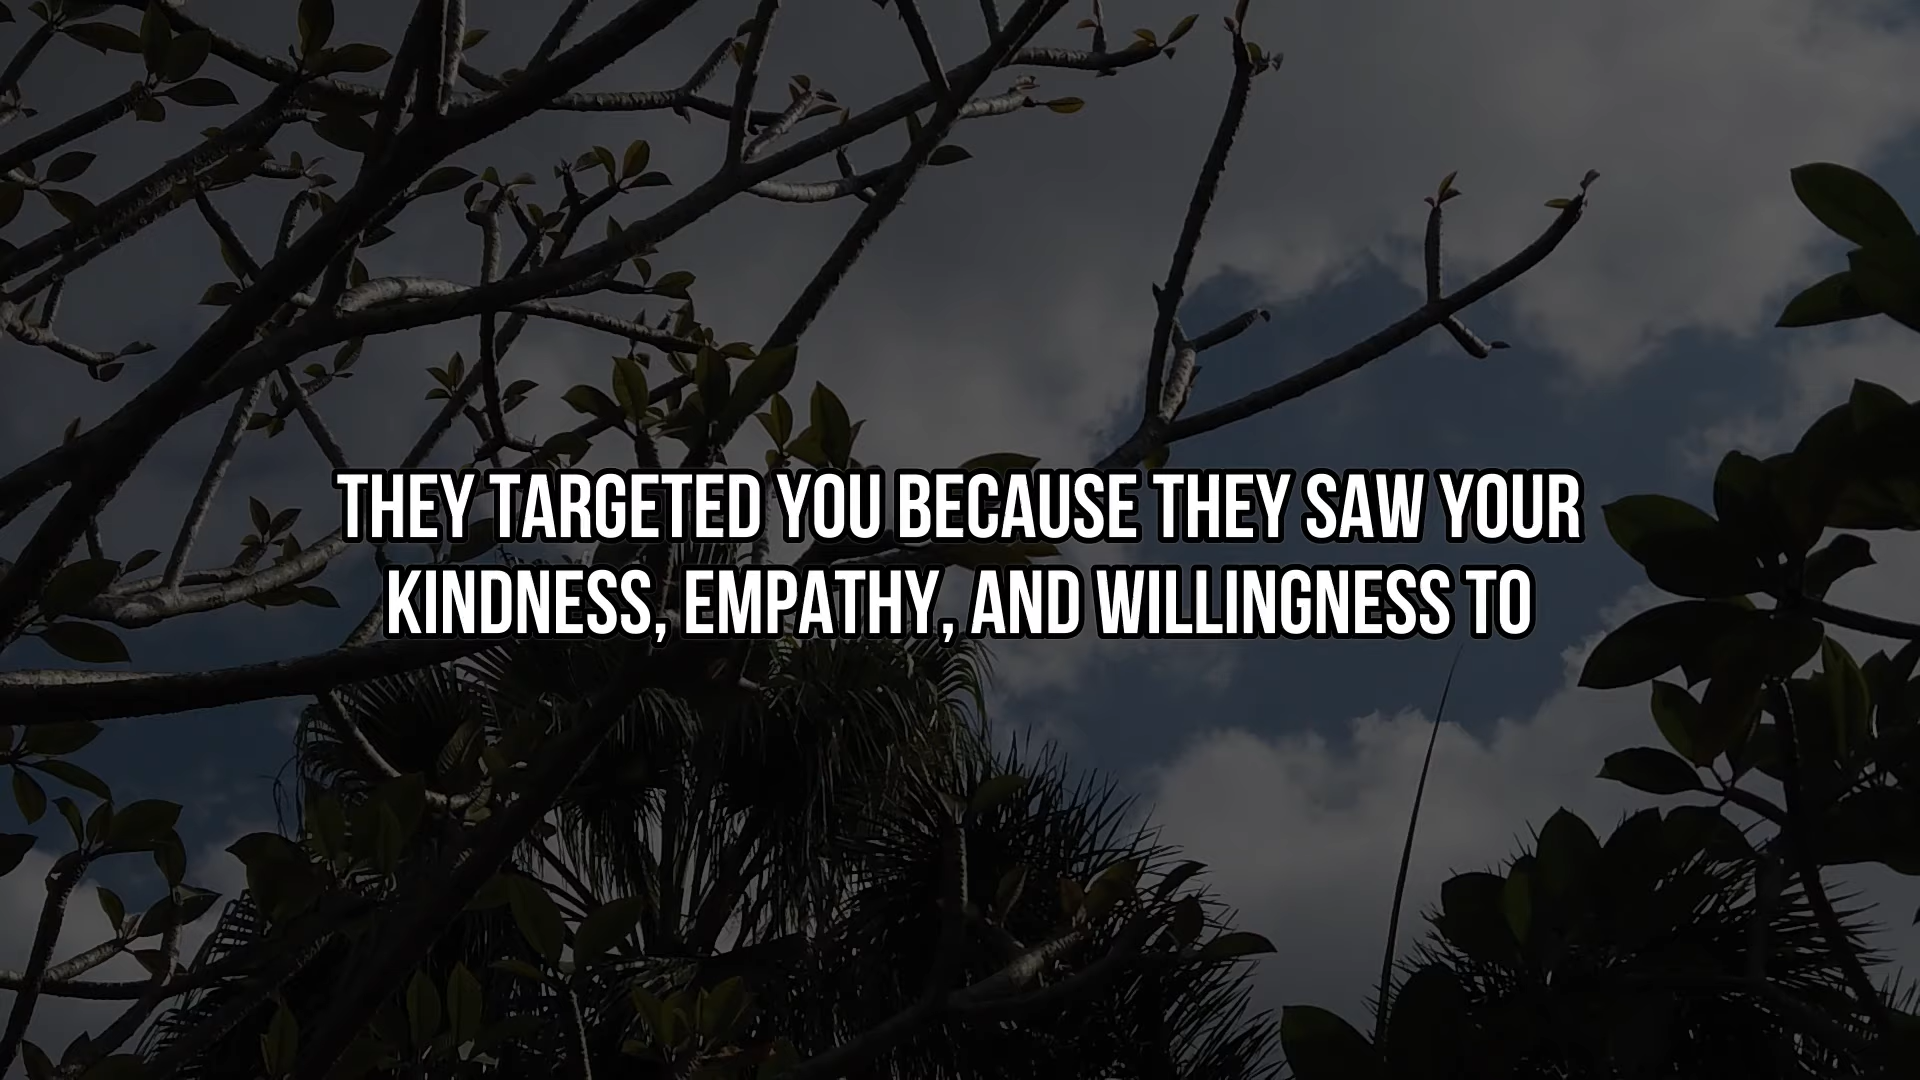 THEY TARGETED YOU BECAUSE THEY SAW YOUR
KINDNESS, EMPATHY, AND WILLINGNESS TO